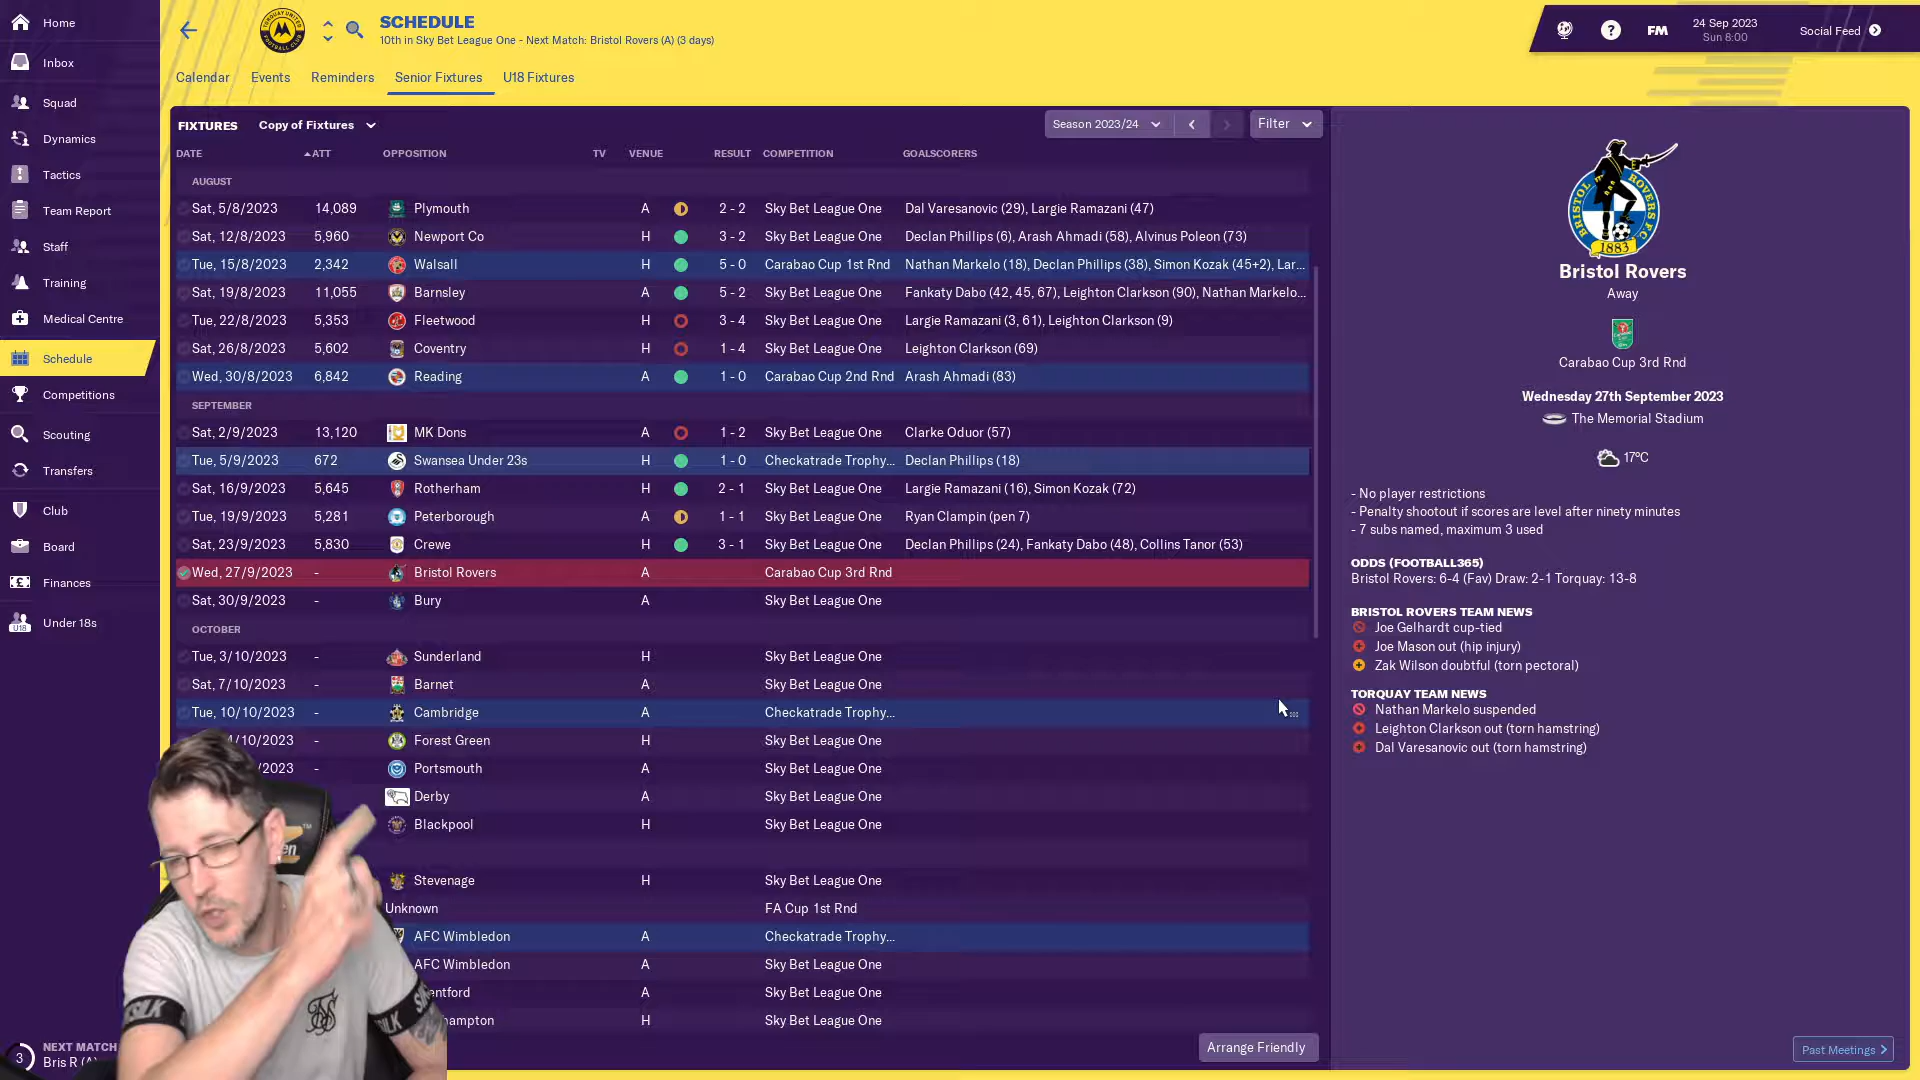 Home
Inbox
Squad
Dynamics
Tactics
Team Report
Staff
Training
Medical Centre
Schedule
Competitions
Scouting
Transfers
Club
Board
Finances
U18 Under 18s
3 NEXT MATCH
Bris R (A)
TORQUAY UNITED
SCHEDULE
10th in Sky Bet League One - Next Match: Bristol Rovers (A) (3 days)
? FM 24 Sep 2023
Sun 8:00
Social Feed
Calendar Events Reminders Senior Fixtures U18 Fixtures
FIXTURES Copy of Fixtures Season 2023/24 Filter
DATE ATT OPPOSITION TV VENUE RESULT COMPETITION GOALSCORERS
AUGUST
Sat, 5/8/2023 14,089 Plymouth A 2 - 2 Sky Bet League One Dal Varesanovic (29), Largie Ramazani (47)
Sat, 12/8/2023 5,960 Newport Co H 3 - 2 Sky Bet League One Declan Phillips (6), Arash Ahmadi (58), Alvinus Poleon (73)
Tue, 15/8/2023 2,342 Walsall H 5 - 0 Carabao Cup 1st Rnd Nathan Markelo (18), Declan Phillips (38), Simon Kozak (45+2), Lar...
Sat, 19/8/2023 11,055 Barnsley A 5 - 2 Sky Bet League One Fankaty Dabo (42, 45, 67), Leighton Clarkson (90), Nathan Markelo...
Tue, 22/8/2023 5,353 Fleetwood H 3 - 4 Sky Bet League One Largie Ramazani (3, 61), Leighton Clarkson (9)
Sat, 26/8/2023 5,602 Coventry H 1 - 4 Sky Bet League One Leighton Clarkson (69)
Wed, 30/8/2023 6,842 Reading A 1 - 0 Carabao Cup 2nd Rnd Arash Ahmadi (83)
SEPTEMBER
Sat, 2/9/2023 13,120 MK Dons A 1 - 2 Sky Bet League One Clarke Oduor (57)
Tue, 5/9/2023 672 Swansea Under 23s H 1 - 0 Checkatrade Trophy... Declan Phillips (18)
Sat, 16/9/2023 5,645 Rotherham H 2 - 1 Sky Bet League One Largie Ramazani (16), Simon Kozak (72)
Tue, 19/9/2023 5,281 Peterborough A 1 - 1 Sky Bet League One Ryan Clampin (pen 7)
Sat, 23/9/2023 5,830 Crewe H 3 - 1 Sky Bet League One Declan Phillips (24), Fankaty Dabo (48), Collins Tanor (53)
Wed, 27/9/2023 - Bristol Rovers A Carabao Cup 3rd Rnd
Sat, 30/9/2023 - Bury A Sky Bet League One
OCTOBER
Tue, 3/10/2023 - Sunderland H Sky Bet League One
Sat, 7/10/2023 - Barnet A Sky Bet League One
Tue, 10/10/2023 - Cambridge A Checkatrade Trophy...
4/10/2023 - Forest Green H Sky Bet League One
/2023 - Portsmouth A Sky Bet League One
Derby A Sky Bet League One
Blackpool H Sky Bet League One
Stevenage H Sky Bet League One
Unknown FA Cup 1st Rnd
AFC Wimbledon A Checkatrade Trophy...
AFC Wimbledon A Sky Bet League One
entford A Sky Bet League One
hampton H Sky Bet League One
Arrange Friendly
BRISTOL ROVERS FC
1883
Bristol Rovers
Away
Carabao Cup 3rd Rnd
Wednesday 27th September 2023
The Memorial Stadium
17ºC
- No player restrictions
- Penalty shootout if scores are level after ninety minutes
- 7 subs named, maximum 3 used
ODDS (FOOTBALL365)
Bristol Rovers: 6-4 (Fav) Draw: 2-1 Torquay: 13-8
BRISTOL ROVERS TEAM NEWS
Joe Gelhardt cup-tied
Joe Mason out (hip injury)
Zak Wilson doubtful (torn pectoral)
TORQUAY TEAM NEWS
Nathan Markelo suspended
Leighton Clarkson out (torn hamstring)
Dal Varesanovic out (torn hamstring)
Past Meetings